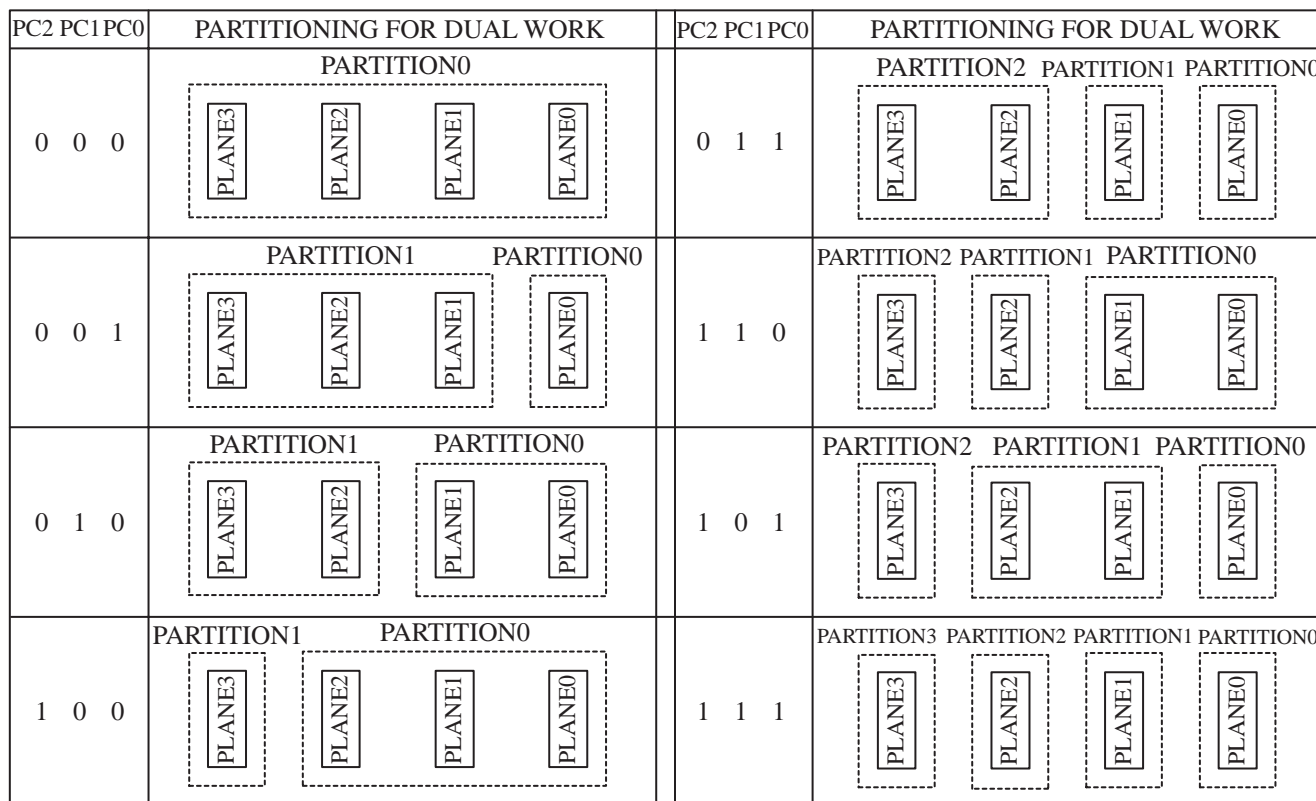 PC2 PC1PC0 PARTITIONING FOR DUAL WORK
PARTITION0
0 0 0 PLANE3 PLANE2 PLANE1 PLANE0
PARTITION1 PARTITION0
0 0 1 PLANE3 PLANE2 PLANE1 PLANE0
PARTITION1 PARTITION0
0 1 0 PLANE3 PLANE2 PLANE1 PLANE0
PARTITION1 PARTITION0
1 0 0 PLANE3 PLANE2 PLANE1 PLANE0
PC2 PC1PC0 PARTITIONING FOR DUAL WORK
PARTITION2 PARTITION1 PARTITION0
0 1 1 PLANE3 PLANE2 PLANE1 PLANE0
PARTITION2 PARTITION1 PARTITION0
1 1 0 PLANE3 PLANE2 PLANE1 PLANE0
PARTITION2 PARTITION1 PARTITION0
1 0 1 PLANE3 PLANE2 PLANE1 PLANE0
PARTITION3 PARTITION2 PARTITION1 PARTITION0
1 1 1 PLANE3 PLANE2 PLANE1 PLANE0